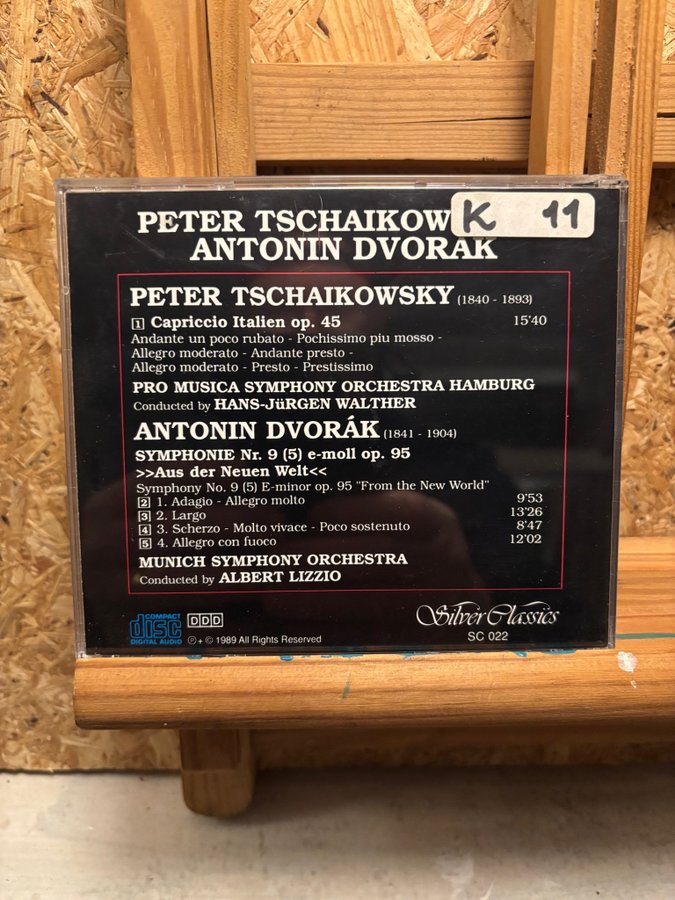 PETER TSCHAIKOW
K 11
ANTONIN DVORÁK
PETER TSCHAIKOWSKY (1840 - 1893)
1 Capriccio Italien op. 45 15'40
Andante un poco rubato - Pochissimo piu mosso -
Allegro moderato - Andante presto -
Allegro moderato - Presto - Prestissimo
PRO MUSICA SYMPHONY ORCHESTRA HAMBURG
Conducted by HANS-JüRGEN WALTHER
ANTONIN DVORÁK (1841 - 1904)
SYMPHONIE Nr. 9 (5) e-moll op. 95
>>Aus der Neuen Welt<<
Symphony No. 9 (5) E-minor op. 95 "From the New World"
2 1. Adagio - Allegro molto 9'53
3 2. Largo 13'26
4 3. Scherzo - Molto vivace - Poco sostenuto 8'47
5 4. Allegro con fuoco 12'02
MUNICH SYMPHONY ORCHESTRA
Conducted by ALBERT LIZZIO
COMPACT
disc
DIGITAL AUDIO
DDD
℗ + © 1989 All Rights Reserved
Silver Classics
SC 022